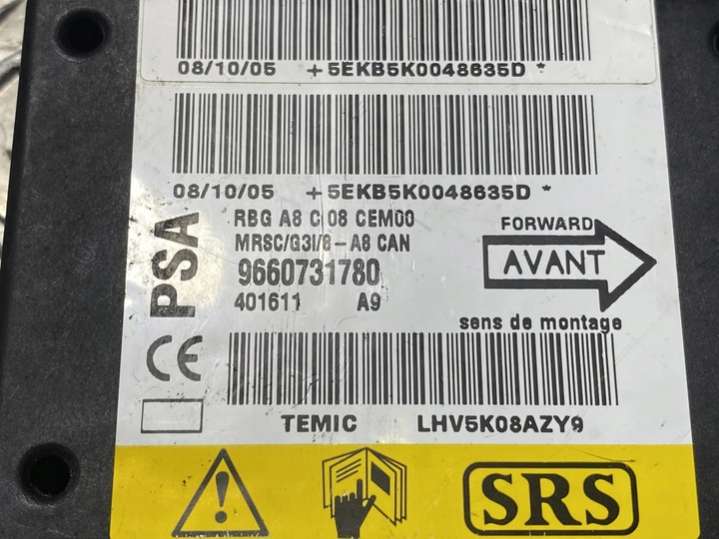 08/10/05 +5EKB5K0048635D *
08/10/05 +5EKB5K0048635D *
PSA
RBG A8 C 08 CEM00
MRSC/G3I/8-A8 CAN
9660731780
401611 A9
FORWARD
AVANT
sens de montage
CE
TEMIC LHV5K08AZY9
SRS